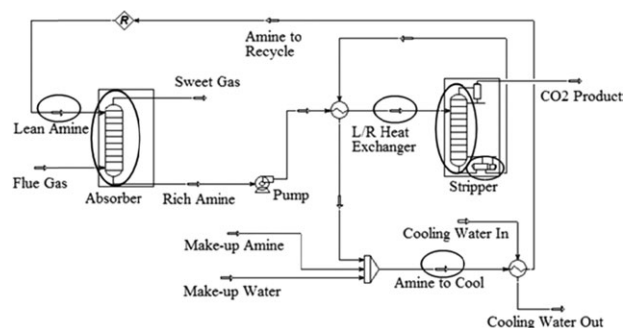 R
Amine to
Recycle
Sweet Gas
CO2 Product
Lean Amine
L/R Heat
Exchanger
Flue Gas
Absorber
Rich Amine
Pump
Stripper
Cooling Water In
Make-up Amine
Amine to Cool
Make-up Water
Cooling Water Out